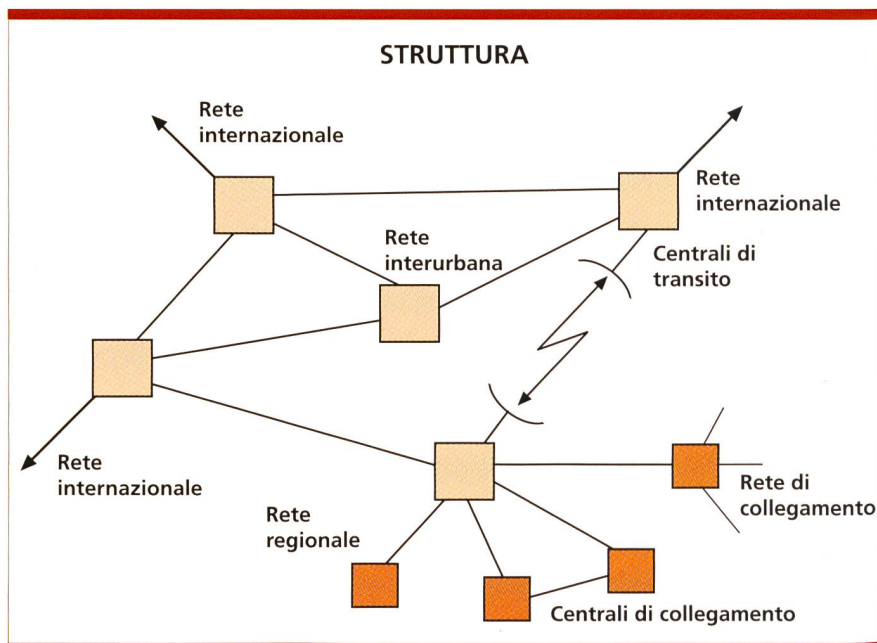 STRUTTURA
Rete
internazionale
Rete
internazionale
Rete
interurbana
Centrali di
transito
Rete
internazionale
Rete di
collegamento
Rete
regionale
Centrali di collegamento